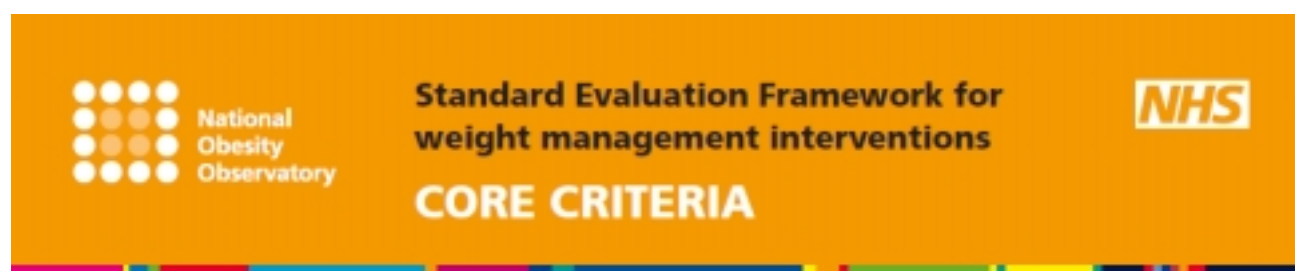 National
Obesity
Observatory
Standard Evaluation Framework for
weight management interventions
CORE CRITERIA
NHS